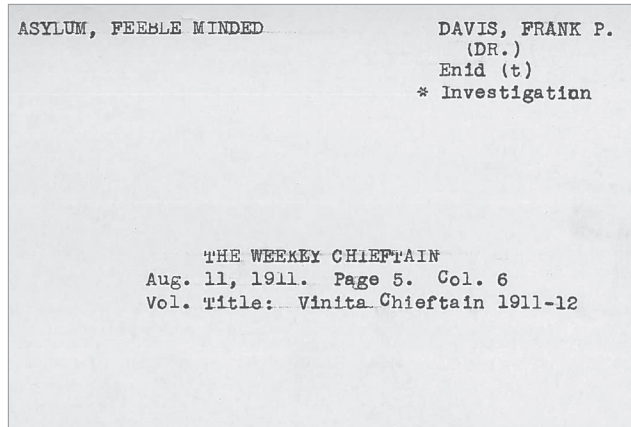 ASYLUM, FEEBLE MINDED
DAVIS, FRANK P.
(DR.)
Enid (t)
* Investigation
THE WEEKLY CHIEFTAIN
Aug. 11, 1911. Page 5. Col. 6
Vol. Title: Vinita Chieftain 1911-12